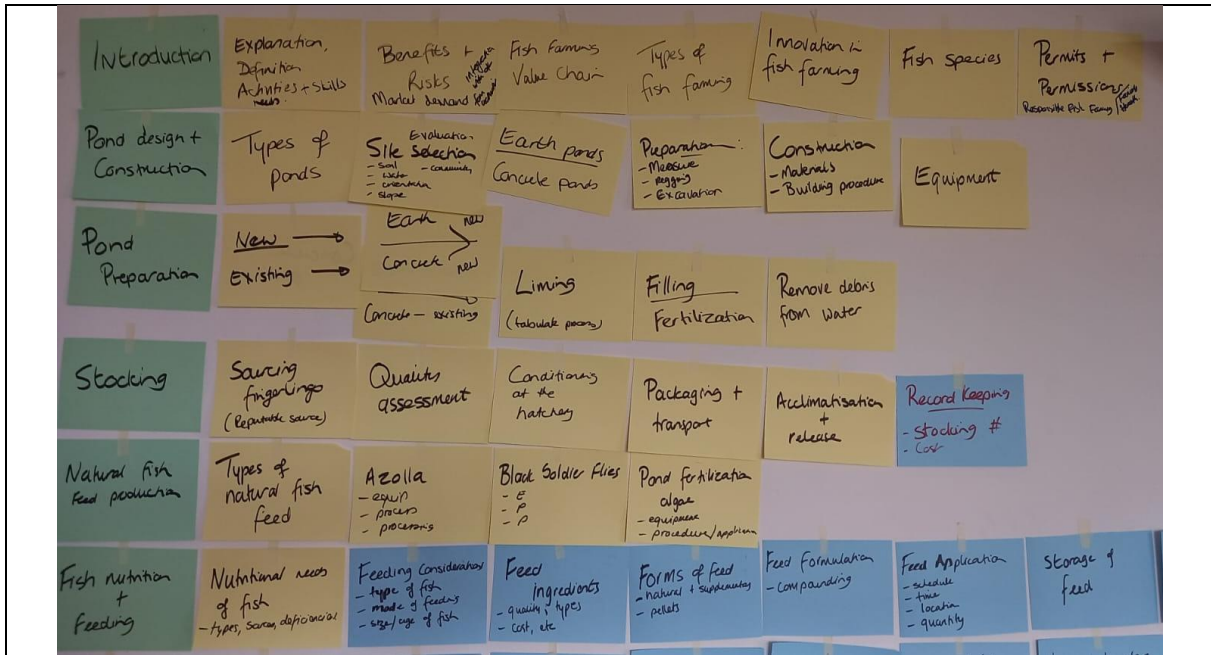 Introduction
Explanation,
Definition
Activities + Skills
needs.
Benefits +
Risks
Market demand
Fish Farming
Value Chain
Types of
fish farming
Innovation in
fish farming
Fish species
Permits +
Permissions
Responsible Fish Farming /
Pond design +
Construction
Types of
ponds
Evaluation
Site Selection
- soil
- community
- water
- orientation
- slope
Earth ponds
Concrete ponds
Preparation:
- Measure
- pegging
- Excavation
Construction
- Materials
- Building procedure
Equipment
Pond
Preparation
New
Existing
Earth new
Concrete new
Concrete - existing
Liming
(tabulate process)
Filling
Fertilization
Remove debris
from water
Stocking
Sourcing
fingerlings
(Reputable source)
Quality
assessment
Conditioning
at the
hatchery
Packaging +
transport
Acclimatisation
+
release
Record Keeping
- Stocking #
- Cost
Natural fish
Feed production
Types of
natural fish
feed
Azolla
- equip
- process
- processing
Black Soldier Flies
- E
- P
- P
Pond fertilization
algae
- equipment
- procedure/application
Fish nutrition
+
Feeding
Nutritional needs
of fish
- types, sources, deficiencies
Feeding Considerations
- type of fish
- mode of feeding
- size/age of fish
Feed
ingredients
- quality, types
- cost, etc
Forms of feed
- natural + supplementary
- pellets
Feed formulation
- compounding
Feed Application
- schedule
- time
- location
- quantity
Storage of
feed